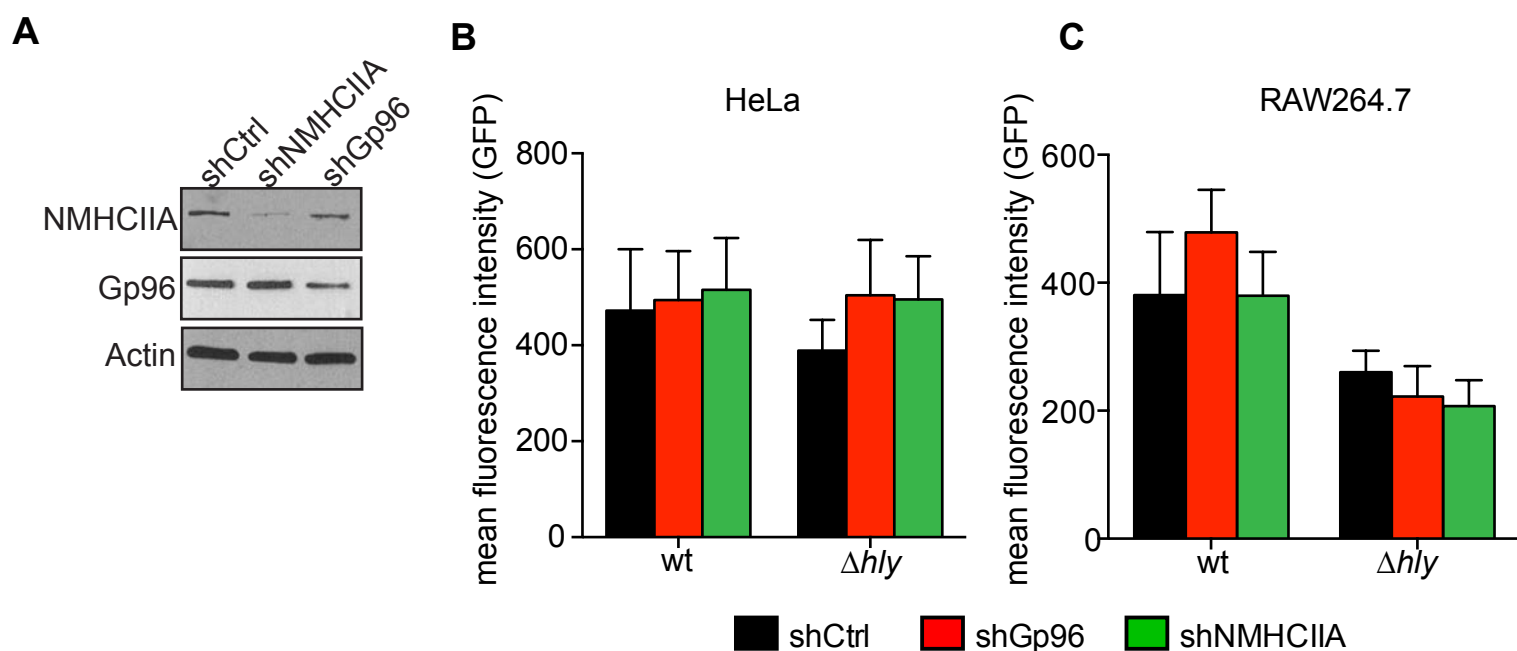 A
shCtrl
shNMHCIIA
shGp96
NMHCIIA
Gp96
Actin
B
HeLa
mean fluorescence intensity (GFP)
800
600
400
200
0
wt
Δhly
C
RAW264.7
mean fluorescence intensity (GFP)
600
400
200
0
wt
Δhly
shCtrl
shGp96
shNMHCIIA